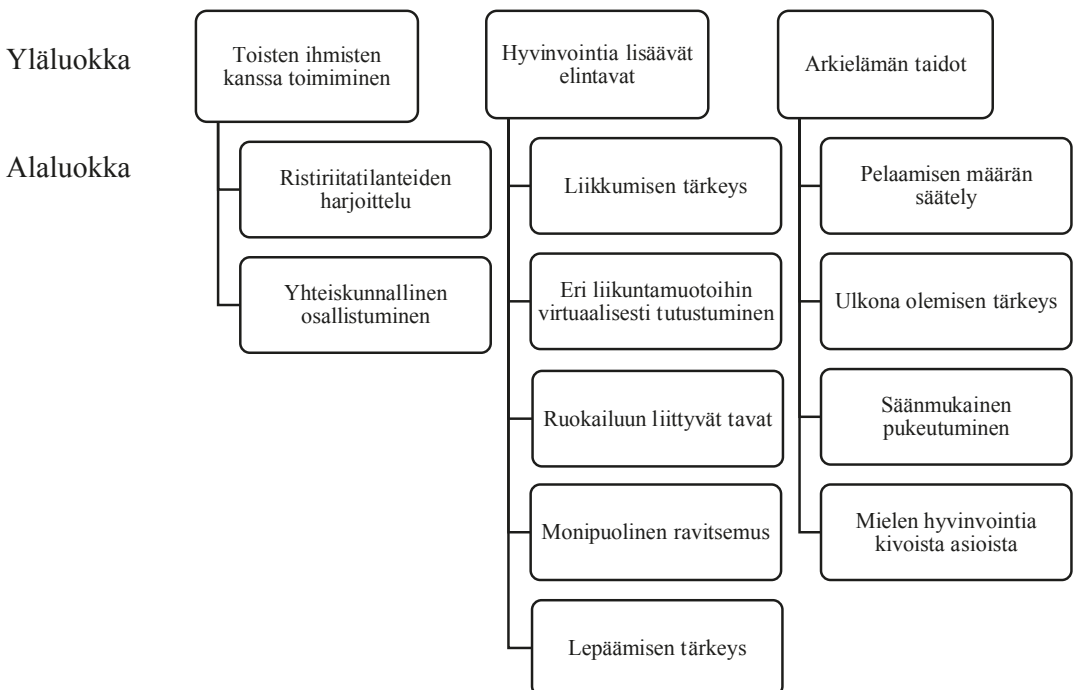 Yläluokka
Toisten ihmisten
kanssa toimiminen
Hyvinvointia lisäävät
elintavat
Arkielämän taidot
Alaluokka
Ristiriitatilanteiden
harjoittelu
Yhteiskunnallinen
osallistuminen
Liikkumisen tärkeys
Eri liikuntamuotoihin
virtuaalisesti tutustuminen
Ruokailuun liittyvät tavat
Monipuolinen ravitsemus
Lepäämisen tärkeys
Pelaamisen määrän
säätely
Ulkona olemisen tärkeys
Säänmukainen
pukeutuminen
Mielen hyvinvointia
kivoista asioista